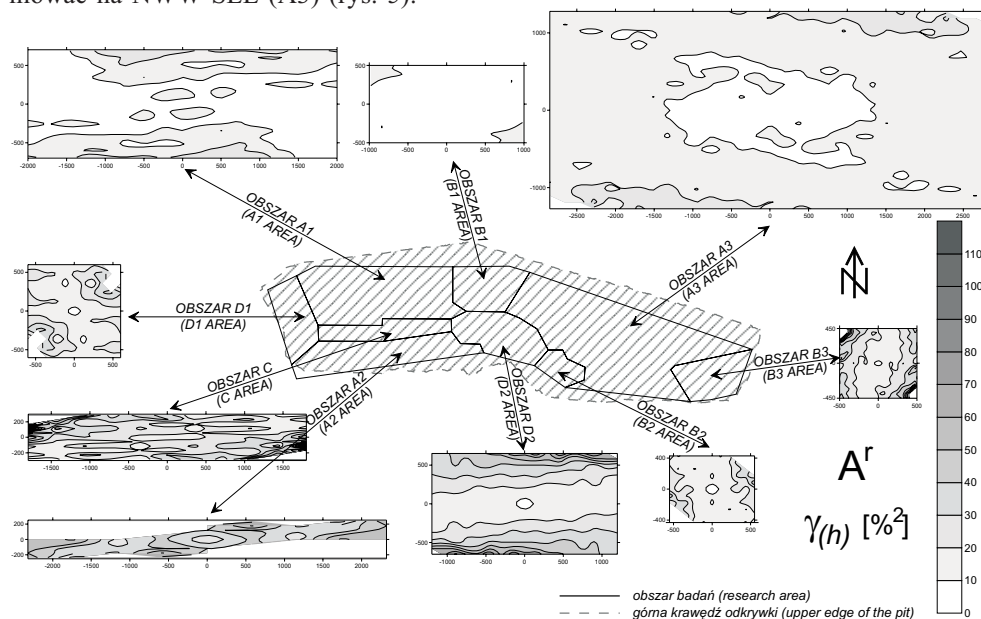 mować na NWW-SEE (A3) (rys. 5).
500
0
-500
-2000 -1500 -1000 -500 0 500 1000 1500 2000
500
0
-500
-1000 -500 0 500 1000
1000
0
-1000
-2500 -2000 -1500 -1000 -500 0 500 1000 1500 2000 2500
OBSZAR A1
(A1 AREA)
OBSZAR B1
(B1 AREA)
OBSZAR A3
(A3 AREA)
N
500
0
-500
-500 0 500
OBSZAR D1
(D1 AREA)
OBSZAR C
(C AREA)
OBSZAR A2
(A2 AREA)
OBSZAR D2
(D2 AREA)
OBSZAR B2
(B2 AREA)
OBSZAR B3
(B3 AREA)
450
0
-450
-500 0 500
200
0
-200
-1500 -1000 -500 0 500 1000 1500
200
0
-200
-2000 -1500 -1000 -500 0 500 1000 1500 2000
500
0
-500
-1000 -500 0 500 1000
400
0
-400
-500 0 500
A^r
γ(h) [%²]
110
100
90
80
70
60
50
40
30
20
10
0
obszar badań (research area)
górna krawędź odkrywki (upper edge of the pit)